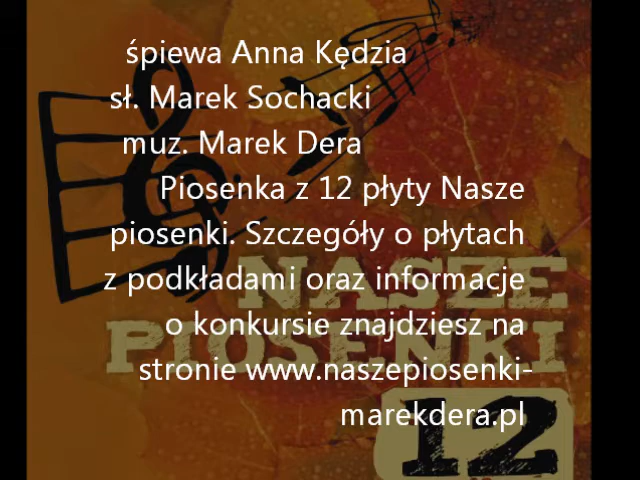 śpiewa Anna Kędzia
sł. Marek Sochacki
muz. Marek Dera
Piosenka z 12 płyty Nasze
piosenki. Szczegóły o płytach
z podkładami oraz informacje
o konkursie znajdziesz na
stronie www.naszepiosenki-
marekdera.pl
NASZE
PIOSENKI
12